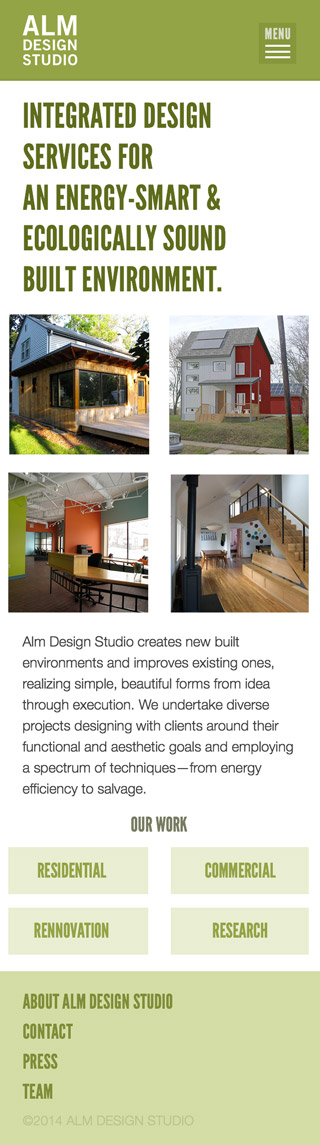 ALM
DESIGN
STUDIO
MENU
INTEGRATED DESIGN
SERVICES FOR
AN ENERGY-SMART &
ECOLOGICALLY SOUND
BUILT ENVIRONMENT.
Alm Design Studio creates new built
environments and improves existing ones,
realizing simple, beautiful forms from idea
through execution. We undertake diverse
projects designing with clients around their
functional and aesthetic goals and employing
a spectrum of techniques—from energy
efficiency to salvage.
OUR WORK
RESIDENTIAL
COMMERCIAL
RENNOVATION
RESEARCH
ABOUT ALM DESIGN STUDIO
CONTACT
PRESS
TEAM
©2014 ALM DESIGN STUDIO